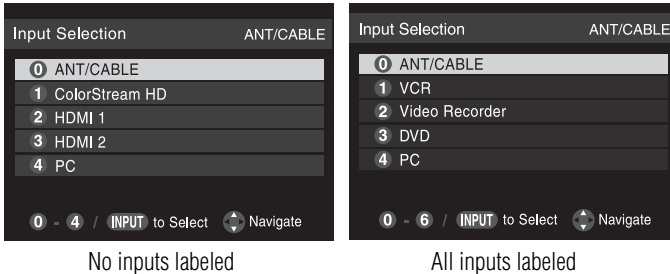 Input Selection ANT/CABLE
0 ANT/CABLE
1 ColorStream HD
2 HDMI 1
3 HDMI 2
4 PC
0 - 4 / INPUT to Select Navigate
No inputs labeled
Input Selection ANT/CABLE
0 ANT/CABLE
1 VCR
2 Video Recorder
3 DVD
4 PC
0 - 6 / INPUT to Select Navigate
All inputs labeled